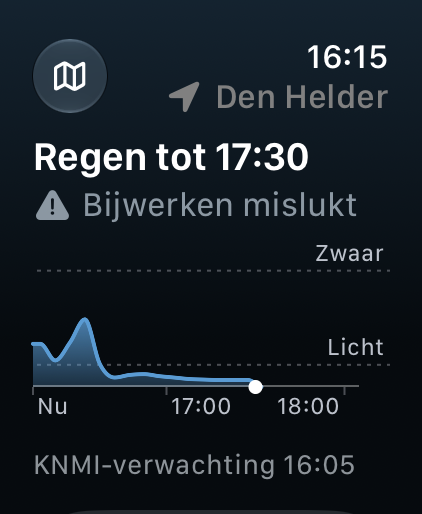 16:15
Den Helder
Regen tot 17:30
Bijwerken mislukt
Zwaar
Licht
Nu 17:00 18:00
KNMI-verwachting 16:05